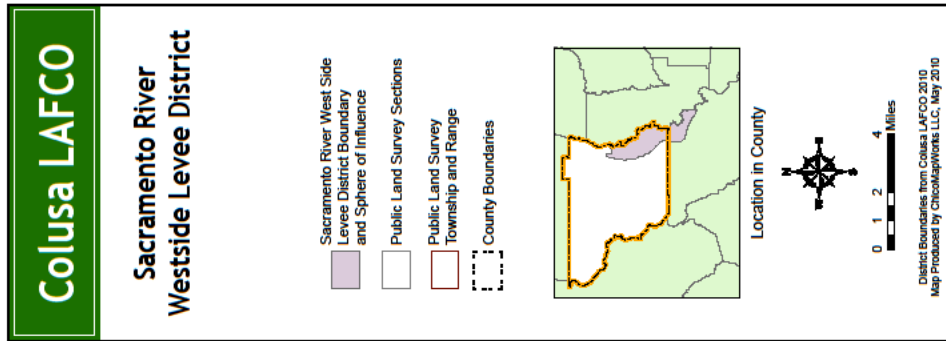 Colusa LAFCO
Sacramento River
Westside Levee District
Sacramento River West Side
Levee District Boundary
and Sphere of Influence
Public Land Survey Sections
Public Land Survey
Township and Range
County Boundaries
Location in County
N
W E
S
0 1 2 4
Miles
District Boundaries from Colusa LAFCO 2010
Map Produced by ChicoMapWorks LLC, May 2010